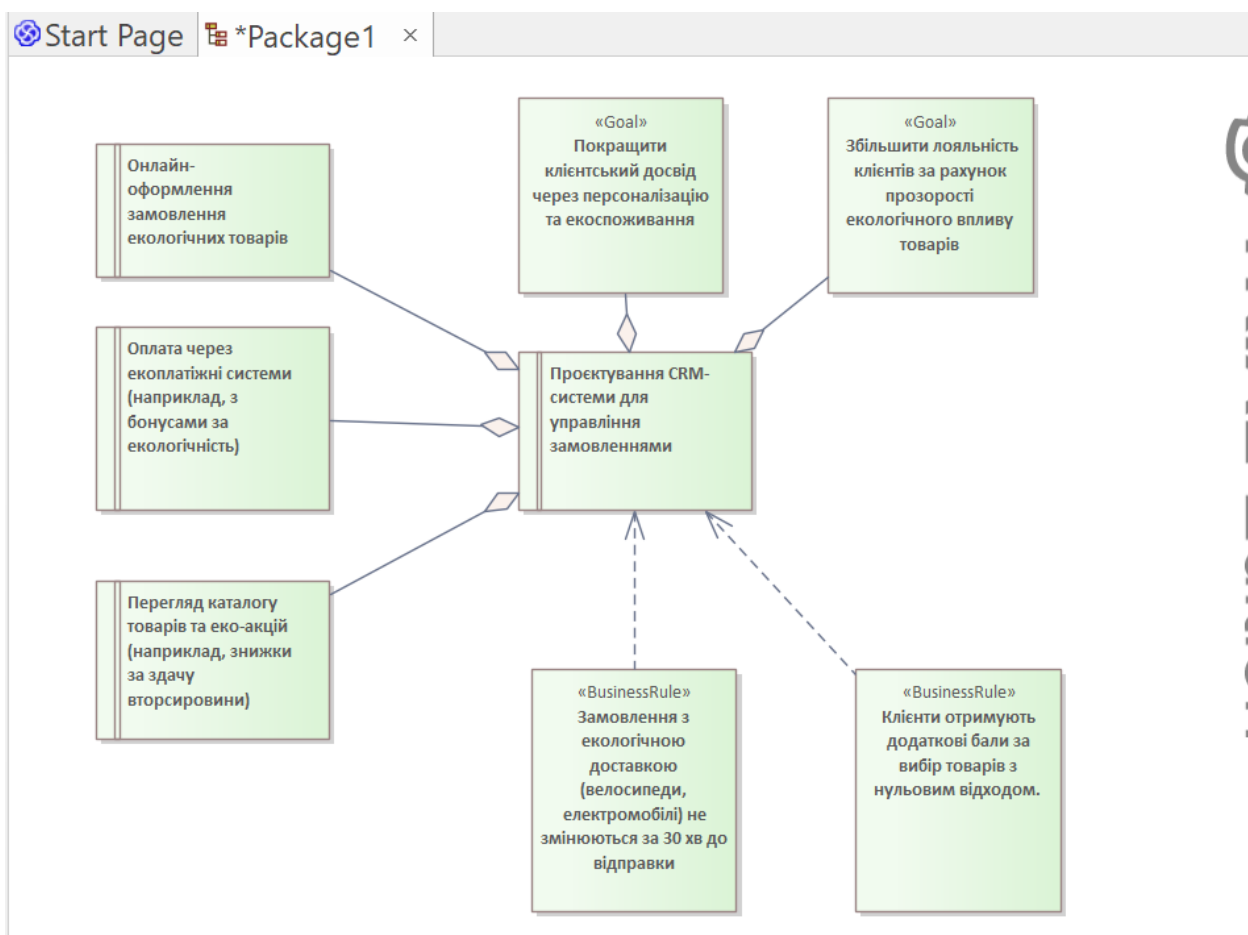 Start Page
*Package1 ×
Онлайн-
оформлення
замовлення
екологічних товарів
«Goal»
Покращити
клієнтський досвід
через персоналізацію
та екоспоживання
«Goal»
Збільшити лояльність
клієнтів за рахунок
прозорості
екологічного впливу
товарів
Оплата через
екоплатіжні системи
(наприклад, з
бонусами за
екологічність)
Проєктування CRM-
системи для
управління
замовленнями
Перегляд каталогу
товарів та еко-акцій
(наприклад, знижки
за здачу
вторсировини)
«BusinessRule»
Замовлення з
екологічною
доставкою
(велосипеди,
електромобілі) не
змінюються за 30 хв до
відправки
«BusinessRule»
Клієнти отримують
додаткові бали за
вибір товарів з
нульовим відходом.